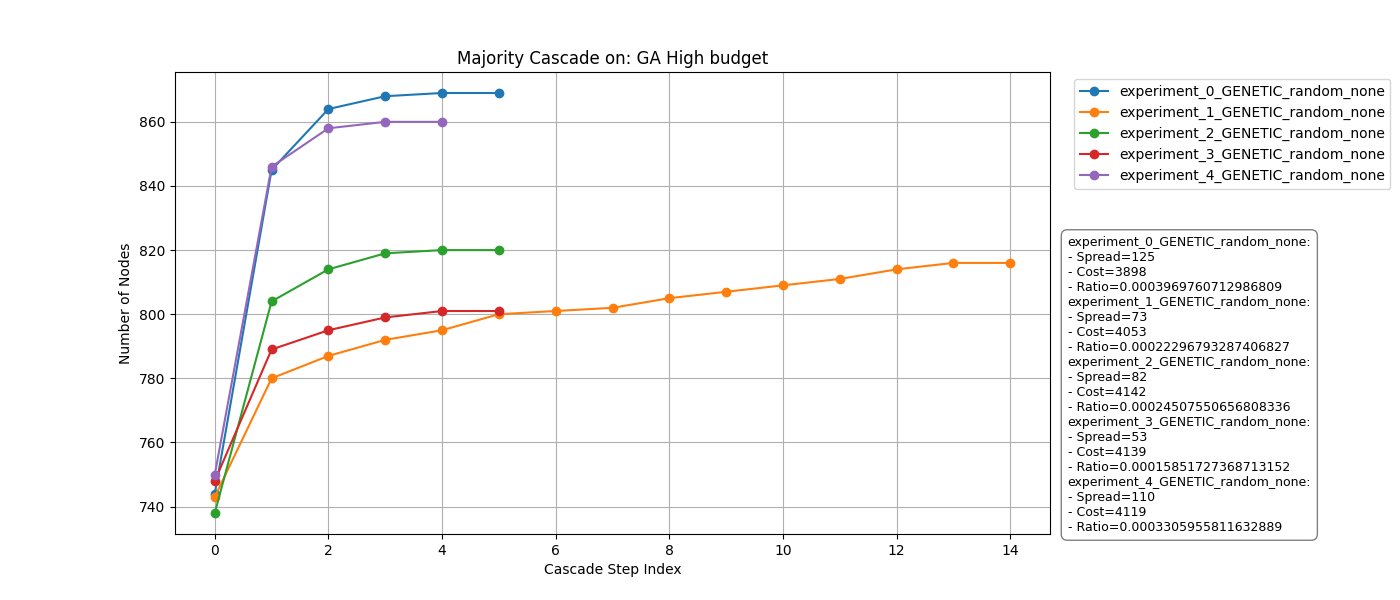 Majority Cascade on: GA High budget
Number of Nodes
860
840
820
800
780
760
740
0 2 4 6 8 10 12 14
Cascade Step Index
experiment_0_GENETIC_random_none
experiment_1_GENETIC_random_none
experiment_2_GENETIC_random_none
experiment_3_GENETIC_random_none
experiment_4_GENETIC_random_none
experiment_0_GENETIC_random_none:
- Spread=125
- Cost=3898
- Ratio=0.0003969760712986809
experiment_1_GENETIC_random_none:
- Spread=73
- Cost=4053
- Ratio=0.00022296793287406827
experiment_2_GENETIC_random_none:
- Spread=82
- Cost=4142
- Ratio=0.00024507550656808336
experiment_3_GENETIC_random_none:
- Spread=53
- Cost=4139
- Ratio=0.00015851727368713152
experiment_4_GENETIC_random_none:
- Spread=110
- Cost=4119
- Ratio=0.0003305955811632889